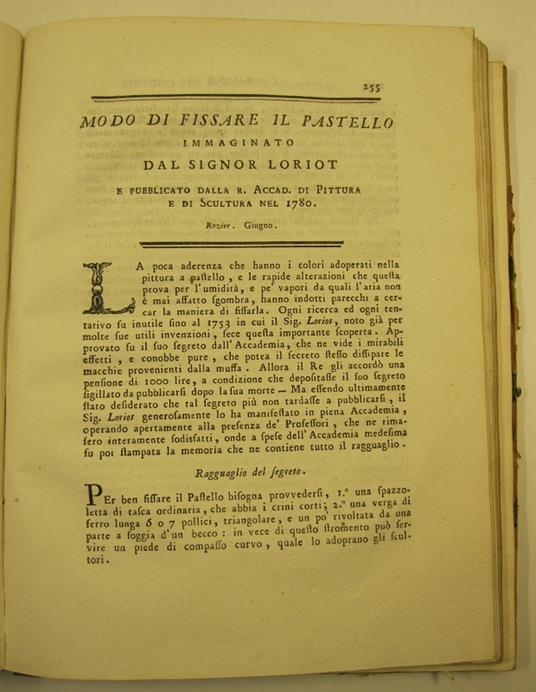 255
MODO DI FISSARE IL PASTELLO
IMMAGINATO
DAL SIGNOR LORIOT
E PUBBLICATO DALLA R. ACCAD. DI PITTURA
E DI SCULTURA NEL 1780.
Rozier. Giugno.
LA poca aderenza che hanno i colori adoperati nella
pittura a pastello, e le rapide alterazioni che queſta
prova per l'umidità, e pe' vapori da quali l'aria non
è mai affatto ſgombra, hanno indotti parecchi a cer-
car la maniera di fiſſarla. Ogni ricerca ed ogni ten-
tativo fu inutile fino al 1753 in cui il Sig. Loriot, noto già per
molte ſue utili invenzioni, fece queſta importante ſcoperta. Ap-
provato fu il ſuo ſegreto dall'Accademia, che ne vide i mirabili
effetti, e conobbe pure, che potea il ſecreto ſteſſo diſſipare le
macchie provenienti dalla muffa. Allora il Re gli accordò una
penſione di 1000 lire, a condizione che depoſitaſſe il ſuo ſegreto
ſigillato da pubblicarſi dopo la ſua morte — Ma eſſendo ultimamente
ſtato deſiderato che tal ſegreto più non tardaſſe a pubblicarſi, il
Sig. Loriot generoſamente lo ha manifeſtato in piena Accademia,
operando apertamente alla preſenza de' Profeſſori, che ne rima-
ſero interamente ſodisfatti, onde a ſpeſe dell'Accademia medeſima
fu poi ſtampata la memoria che ne contiene tutto il ragguaglio.
Ragguaglio del ſegreto.
PEr ben fiſſare il Paſtello biſogna provvederſi, 1.° una ſpazzo-
letta di taſca ordinaria, che abbia i crini corti; 2.° una verga di
ferro lunga 6 o 7 pollici, triangolare, e un po' rivoltata da una
parte a foggia d'un becco: in vece di queſto ſtromento può ſer-
vire un piede di compaſſo curvo, quale lo adoprano gli ſcul-
tori.